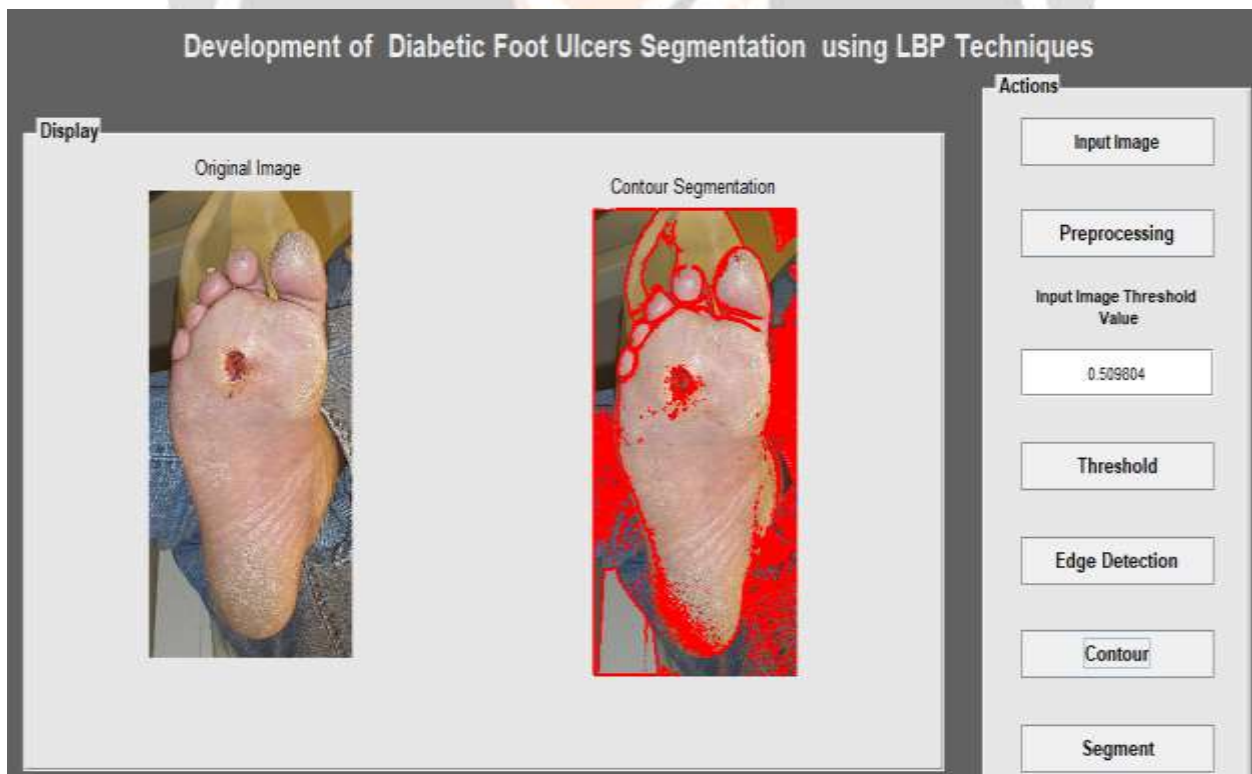 Development of Diabetic Foot Ulcers Segmentation using LBP Techniques
Actions
Display
Original Image
Contour Segmentation
Input Image
Preprocessing
Input Image Threshold
Value
0.509804
Threshold
Edge Detection
Contour
Segment